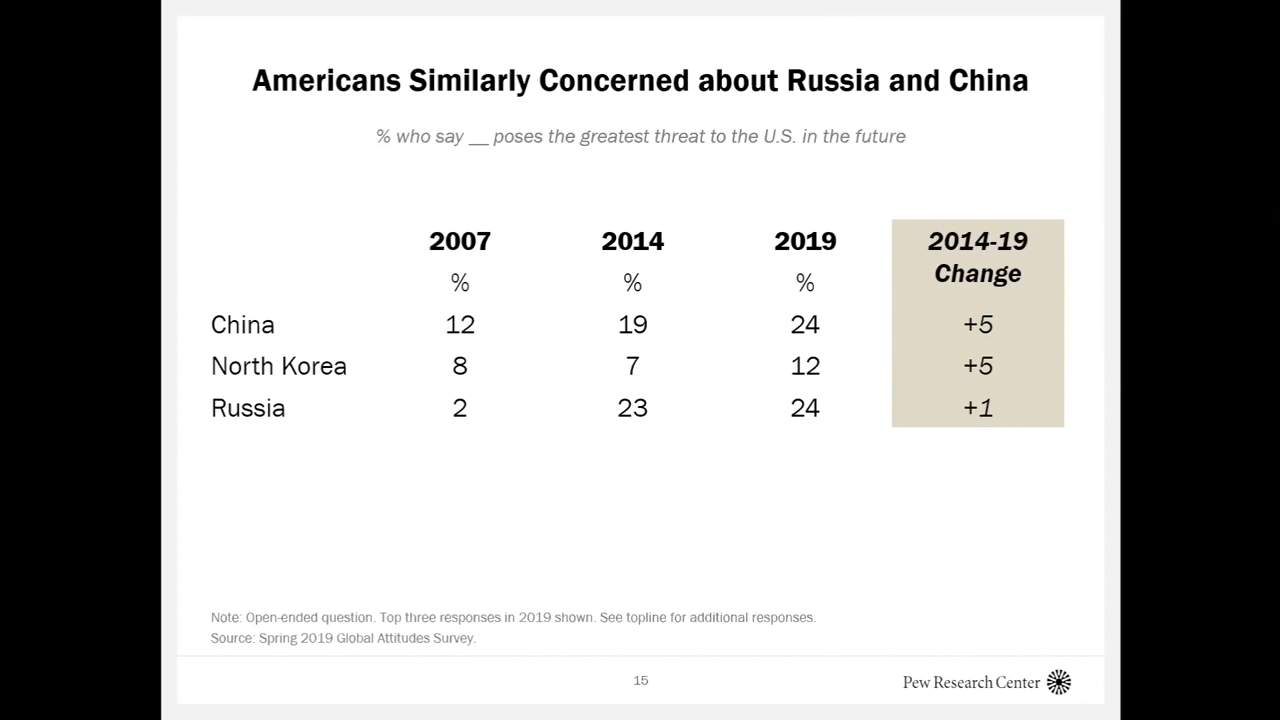 Americans Similarly Concerned about Russia and China
% who say __ poses the greatest threat to the U.S. in the future
2007 2014 2019 2014-19
% % % Change
China 12 19 24 +5
North Korea 8 7 12 +5
Russia 2 23 24 +1
Note: Open-ended question. Top three responses in 2019 shown. See topline for additional responses.
Source: Spring 2019 Global Attitudes Survey.
15 Pew Research Center